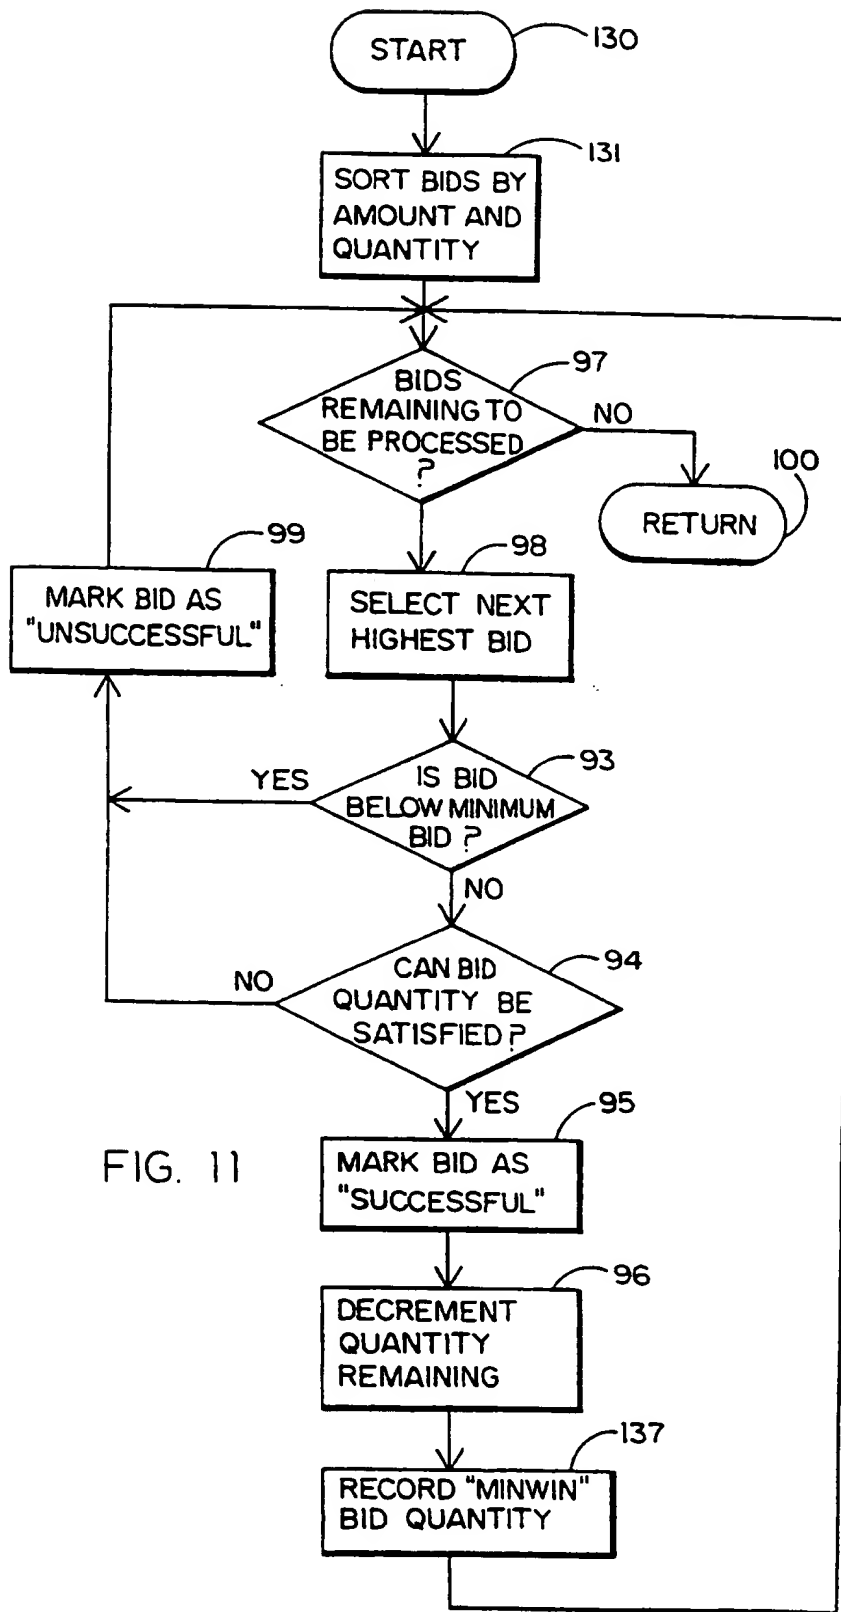 START
130
131
SORT BIDS BY
AMOUNT AND
QUANTITY
97
BIDS
REMAINING TO
BE PROCESSED
?
NO
100
RETURN
99
MARK BID AS
"UNSUCCESSFUL"
98
SELECT NEXT
HIGHEST BID
93
YES
IS BID
BELOW MINIMUM
BID ?
NO
94
NO
CAN BID
QUANTITY BE
SATISFIED ?
YES
95
MARK BID AS
"SUCCESSFUL"
FIG. 11
96
DECREMENT
QUANTITY
REMAINING
137
RECORD "MINWIN"
BID QUANTITY